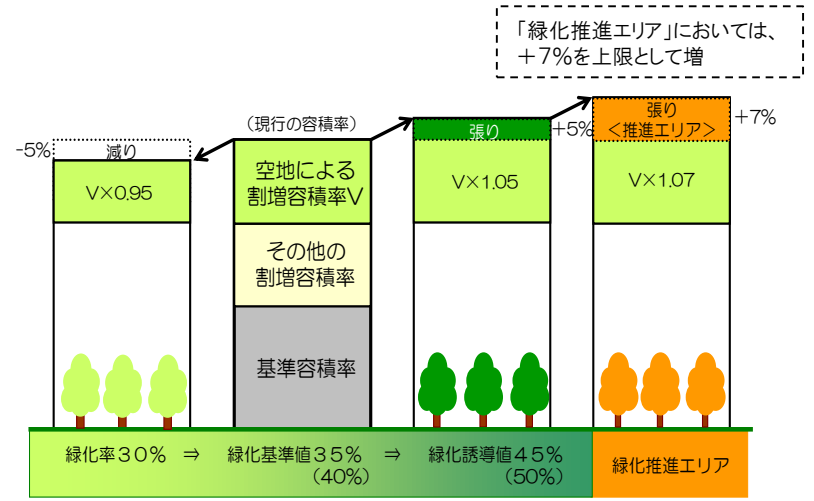 「緑化推進エリア」においては、
+7%を上限として増
(現行の容積率)
-5%
減り
V×0.95
空地による
割増容積率V
その他の
割増容積率
基準容積率
張り
+5%
V×1.05
張り
<推進エリア>
+7%
V×1.07
緑化率30% ⇒ 緑化基準値35% ⇒ 緑化誘導値45%
(40%)
(50%)
緑化推進エリア